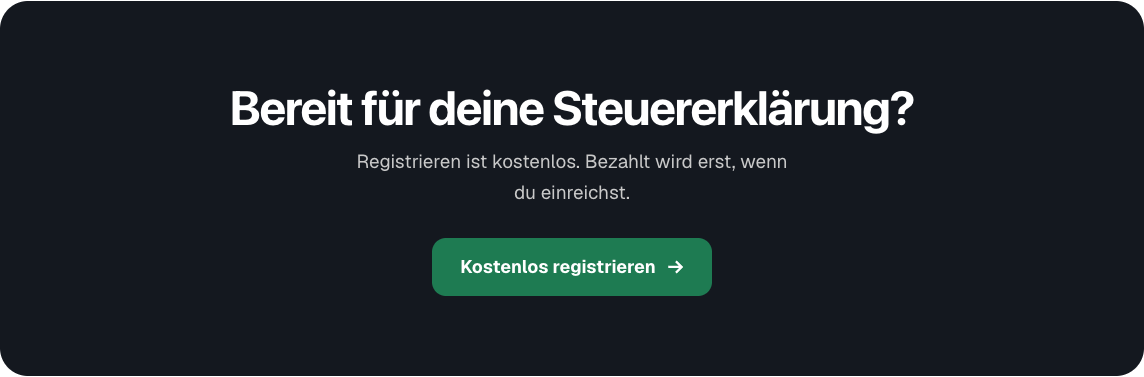 Bereit für deine Steuererklärung?
Registrieren ist kostenlos. Bezahlt wird erst, wenn
du einreichst.
Kostenlos registrieren →